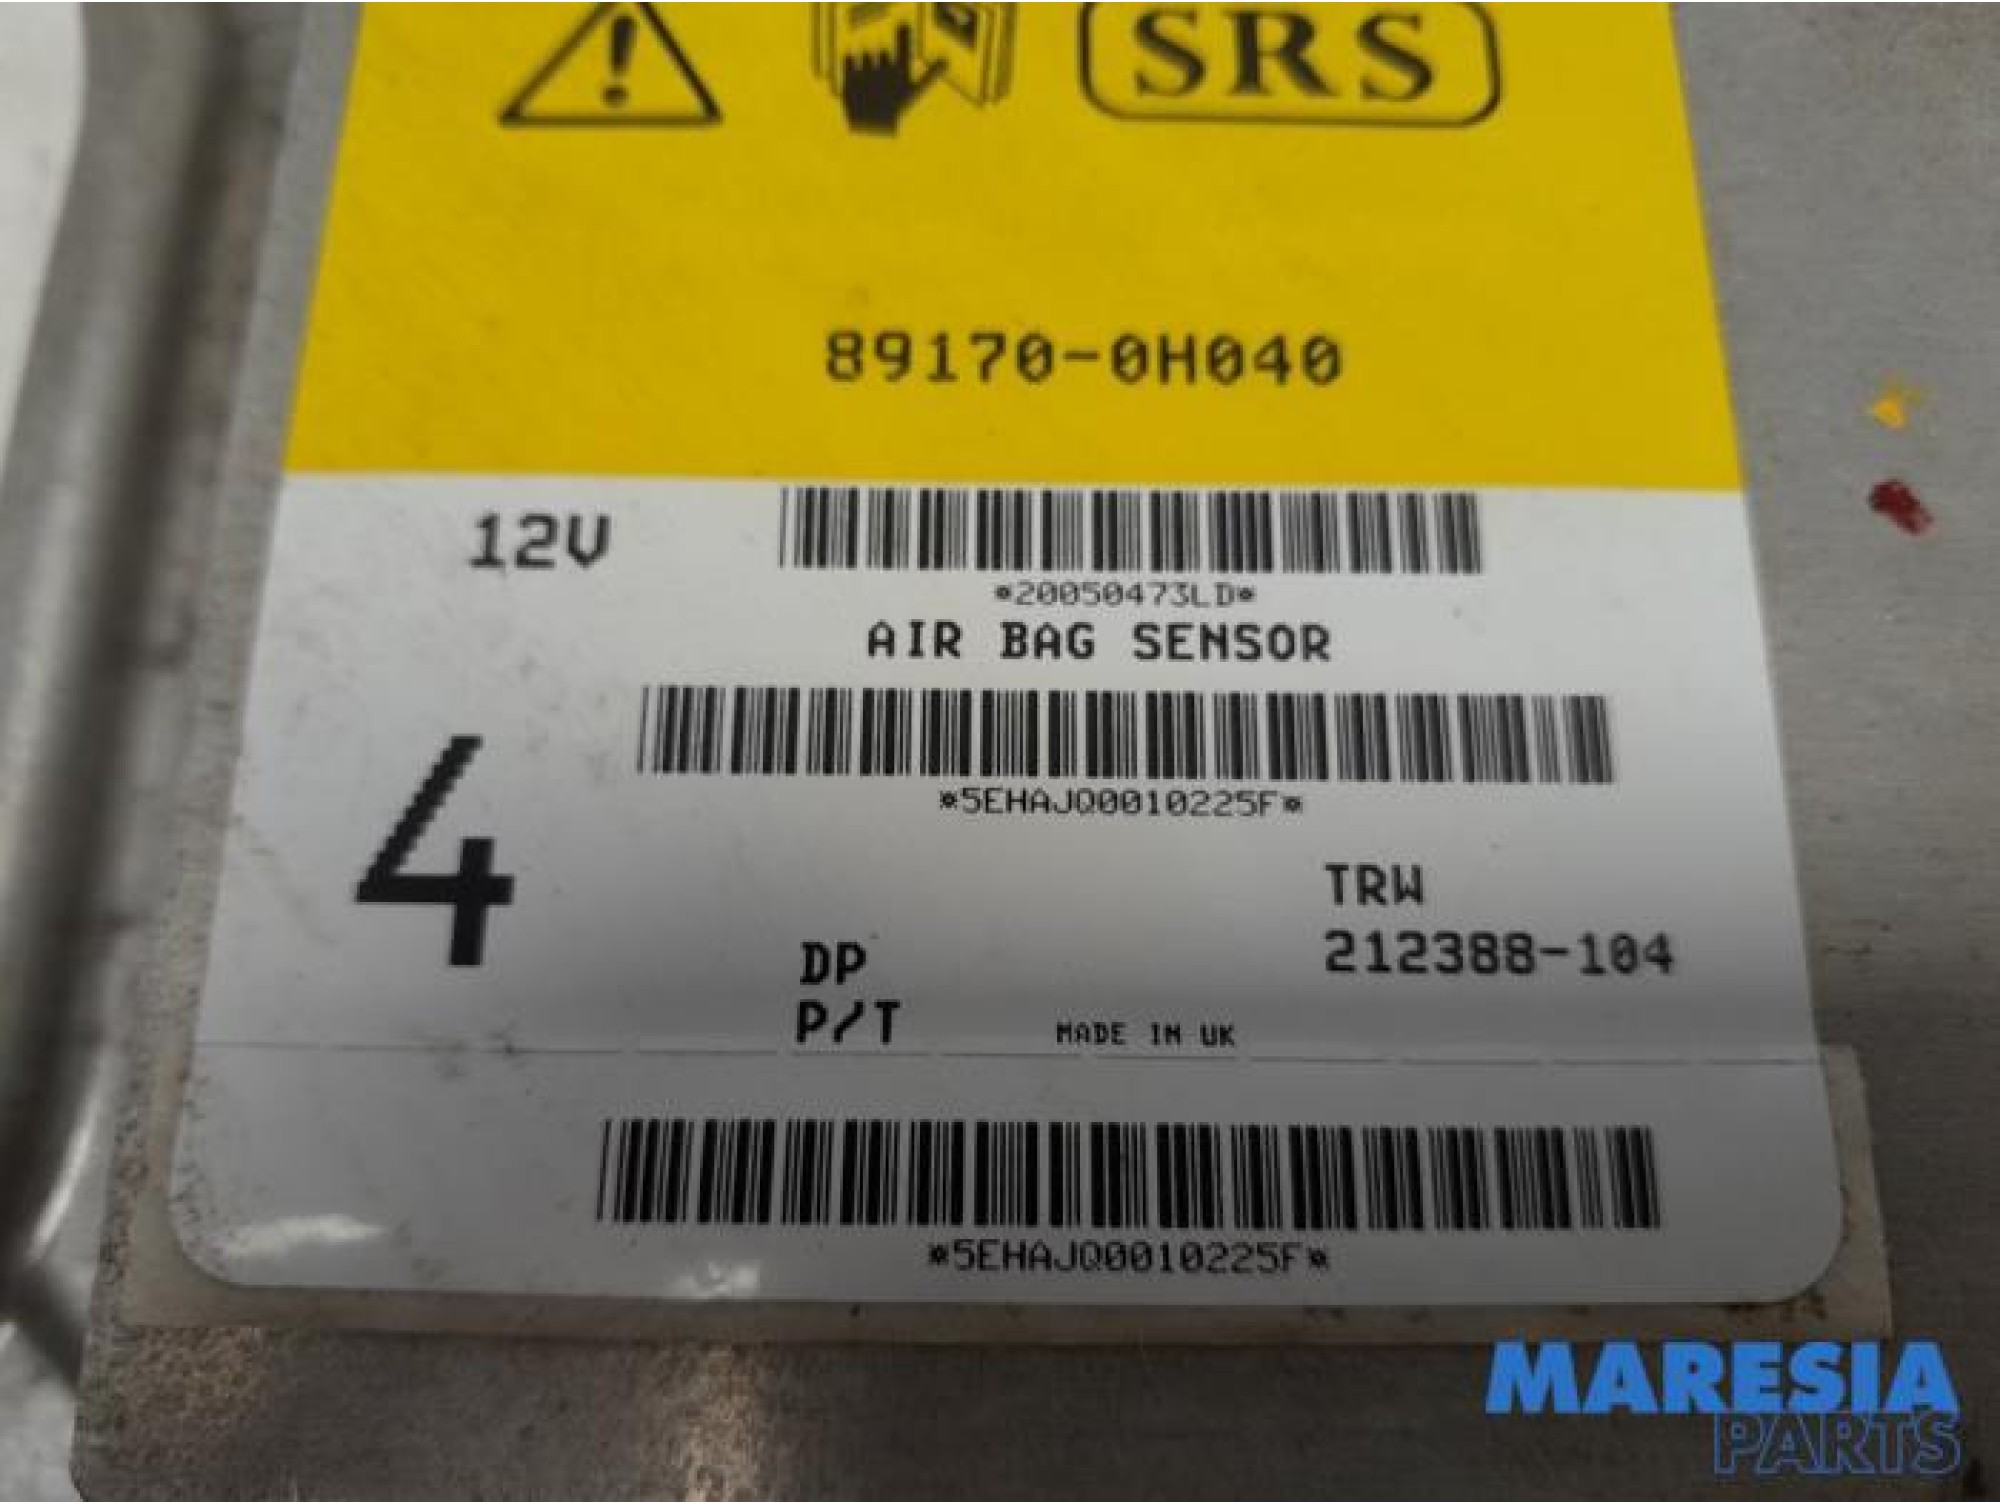 SRS
89170-0H040
12V
*20050473LD*
AIR BAG SENSOR
*5EHAJQ0010225F*
4
TRW
DP
212388-104
P/T
MADE IN UK
*5EHAJQ0010225F*
MARESIA
PARTS